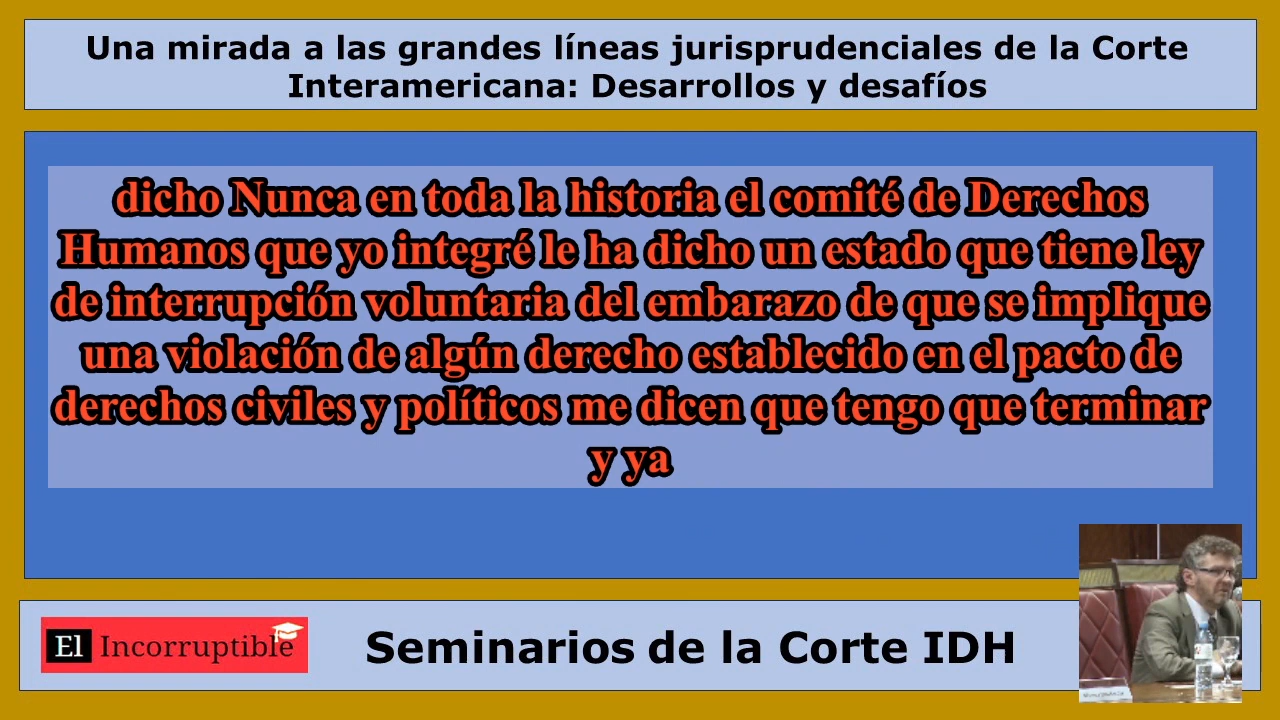 Una mirada a las grandes líneas jurisprudenciales de la Corte
Interamericana: Desarrollos y desafíos
dicho Nunca en toda la historia el comité de Derechos
Humanos que yo integré le ha dicho un estado que tiene ley
de interrupción voluntaria del embarazo de que se implique
una violación de algún derecho establecido en el pacto de
derechos civiles y políticos me dicen que tengo que terminar
y ya
El Incorruptible
Seminarios de la Corte IDH